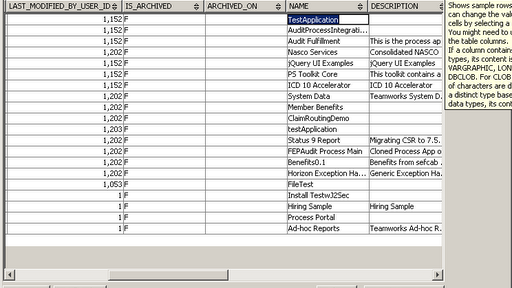 LAST_MODIFIED_BY_USER_ID IS_ARCHIVED ARCHIVED_ON NAME DESCRIPTION
1,152 F TestApplication
1,152 F AuditProcessIntegrati...
1,152 F Audit Fulfillment This is the process ap
1,202 F Nasco Services Consolidated NASCO
1,152 F jQuery UI Examples jQuery UI Examples
1,152 F PS Toolkit Core This toolkit contains a
1,152 F ICD 10 Accelerator ICD 10 Accelerator
1,202 F System Data Teamworks System D.
1,202 F Member Benefits
1,202 F ClaimRoutingDemo
1,203 F testApplication
1,202 F Status 9 Report Migrating CSR to 7.5.
1,202 F FEPAudit Process Main Cloned Process App o
1,202 F Benefits0.1 Benefits from sefcab
1,202 F Horizon Exception Ha... Generic Exception Ha.
1,053 F FileTest
1 F Install TestwJ2Sec
1 F Hiring Sample Hiring Sample
1 F Process Portal
1 F Ad-hoc Reports Teamworks Ad-hoc R.
Shows sample rows
can change the val
cells by selecting a
You might need to u
the table columns.
If a column contain
types, its content is
VARGRAPHIC, LON
DBCLOB. For CLOB
of characters are d
a distinct type base
data types, its cont